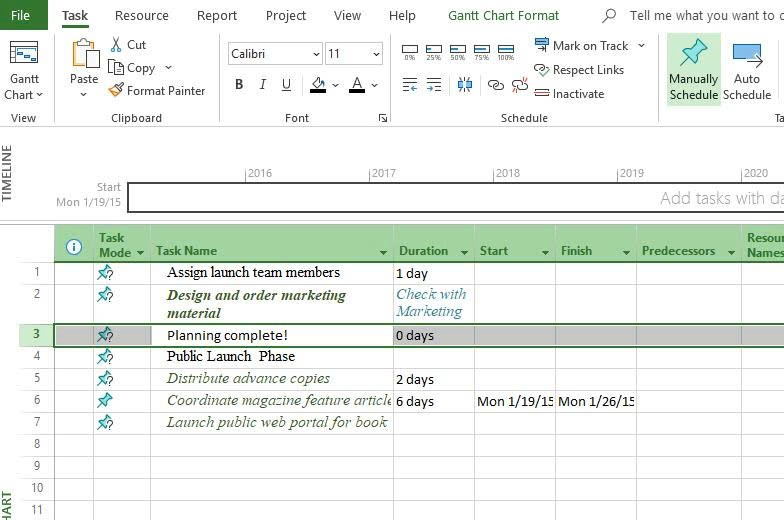 File Task Resource Report Project View Help Gantt Chart Format Tell me what you want to
Gantt Chart
Paste
Cut
Copy
Format Painter
Calibri 11
B I U A
0% 25% 50% 75% 100%
Mark on Track
Respect Links
Inactivate
Manually Schedule
Auto Schedule
View Clipboard Font Schedule
TIMELINE
2016 2017 2018 2019 2020
Start
Mon 1/19/15
Add tasks with
Task Mode Task Name Duration Start Finish Predecessors
Names
1 Assign launch team members 1 day
2 Design and order marketing material Check with Marketing
3 Planning complete! 0 days
4 Public Launch Phase
5 Distribute advance copies 2 days
6 Coordinate magazine feature article 6 days Mon 1/19/15 Mon 1/26/15
7 Launch public web portal for book
8
9
10
11